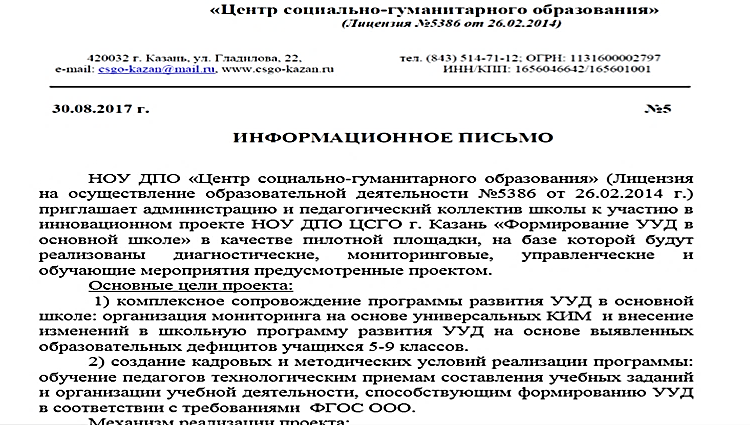 «Центр социально-гуманитарного образования»
(Лицензия №5386 от 26.02.2014)
420032 г. Казань, ул. Гладилова, 22,
e-mail: csgo-kazan@mail.ru, www.csgo-kazan.ru
тел. (843) 514-71-12; ОГРН: 1131600002797
ИНН/КПП: 1656046642/165601001
30.08.2017 г. №5
ИНФОРМАЦИОННОЕ ПИСЬМО
НОУ ДПО «Центр социально-гуманитарного образования» (Лицензия
на осуществление образовательной деятельности №5386 от 26.02.2014 г.)
приглашает администрацию и педагогический коллектив школы к участию в
инновационном проекте НОУ ДПО ЦСГО г. Казань «Формирование УУД в
основной школе» в качестве пилотной площадки, на базе которой будут
реализованы диагностические, мониторинговые, управленческие и
обучающие мероприятия предусмотренные проектом.
Основные цели проекта:
1) комплексное сопровождение программы развития УУД в основной
школе: организация мониторинга на основе универсальных КИМ и внесение
изменений в школьную программу развития УУД на основе выявленных
образовательных дефицитов учащихся 5-9 классов.
2) создание кадровых и методических условий реализации программы:
обучение педагогов технологическим приемам составления учебных заданий
и организации учебной деятельности, способствующим формированию УУД
в соответствии с требованиями ФГОС ООО.
Механизм реализации проекта: